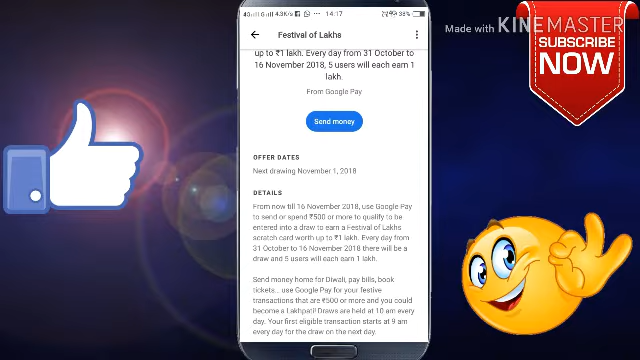 Made with KINEMASTER
SUBSCRIBE
NOW
4G 4G 4.3K/s 14:17 38%
Festival of Lakhs
up to ₹1 lakh. Every day from 31 October to
16 November 2018, 5 users will each earn 1
lakh.
From Google Pay
Send money
OFFER DATES
Next drawing November 1, 2018
DETAILS
From now till 16 November 2018, use Google Pay
to send or spend ₹500 or more to qualify to be
entered into a draw to earn a Festival of Lakhs
scratch card worth up to ₹1 lakh. Every day from
31 October to 16 November 2018 there will be a
draw and 5 users will each earn 1 lakh.
Send money home for Diwali, pay bills, book
tickets... use Google Pay for your festive
transactions that are ₹500 or more and you could
become a Lakhpati! Draws are held at 10 am every
day. Your first eligible transaction starts at 9 am
every day for the draw on the next day.